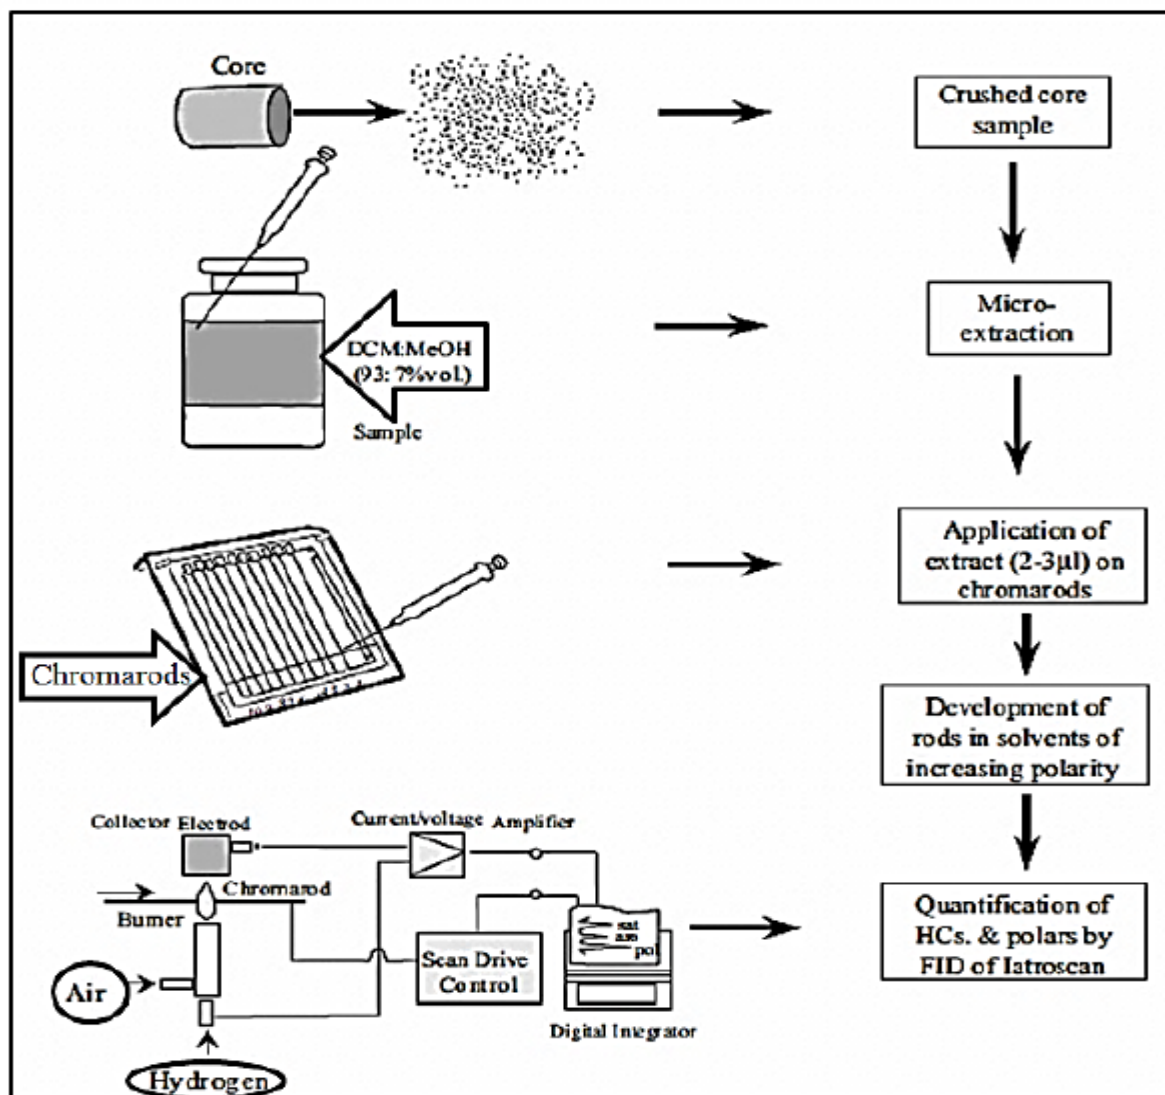 Core
Crushed core
sample
DCM:MeOH
(93: 7%vol.)
Sample
Micro-
extraction
Application of
extract (2-3µl) on
chromarods
Chromarods
Development of
rods in solvents of
increasing polarity
Collector Electrod
Current/voltage Amplifier
Chromarod
Burner
Air
Hydrogen
Scan Drive
Control
sat
aro
pol
Digital Integrator
Quantification of
HCs. & polars by
FID of Iatroscan